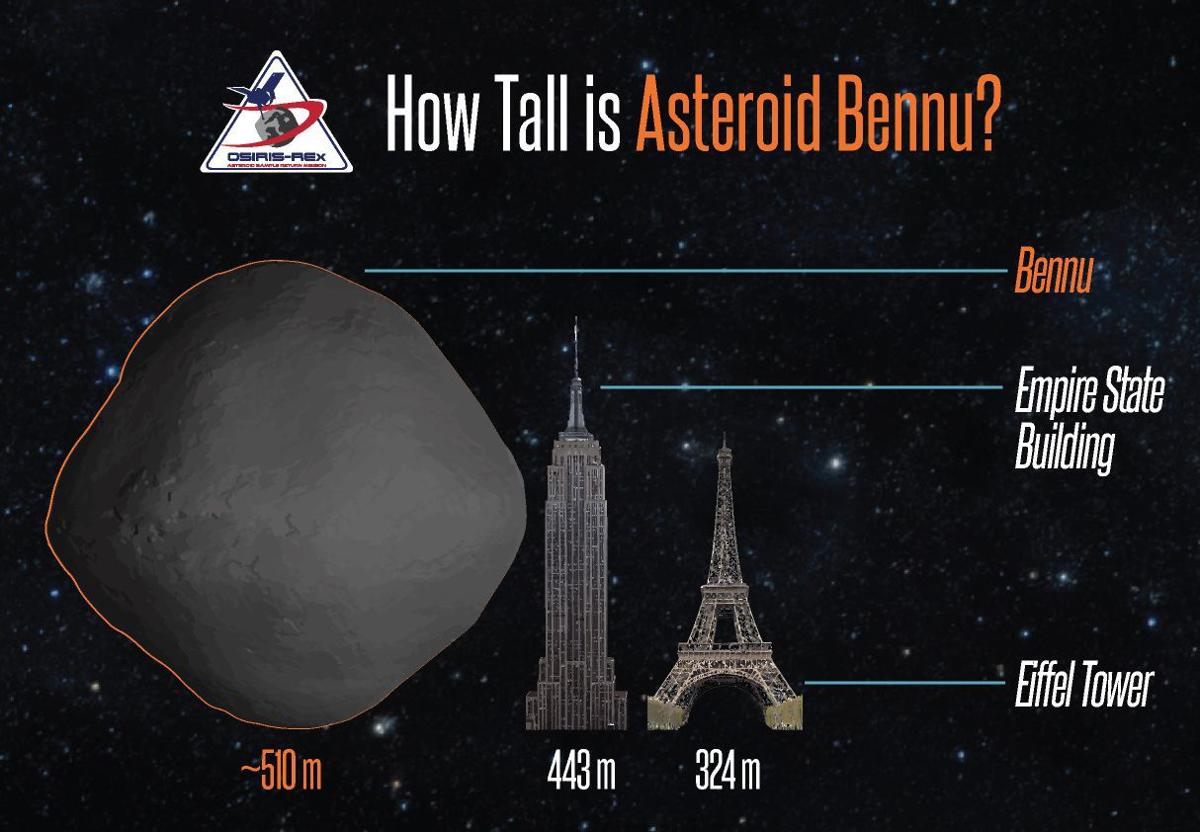 How Tall is Asteroid Bennu?
OSIRIS-REx
ASTEROID SAMPLE RETURN MISSION
Bennu
Empire State
Building
Eiffel Tower
~510 m
443 m
324 m